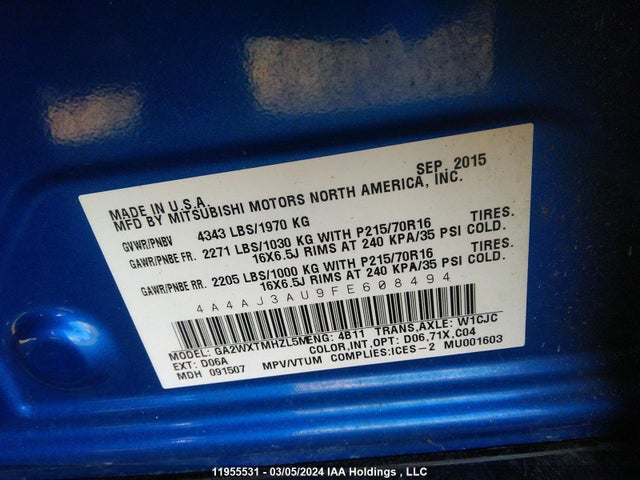 SEP, 2015
MADE IN U.S.A.
MFD BY MITSUBISHI MOTORS NORTH AMERICA, INC.
GVWR/PNBV 4343 LBS/1970 KG
GAWR/PNBE FR. 2271 LBS/1030 KG WITH P215/70R16 TIRES.
16X6.5J RIMS AT 240 KPA/35 PSI COLD.
GAWR/PNBE RR. 2205 LBS/1000 KG WITH P215/70R16 TIRES.
16X6.5J RIMS AT 240 KPA/35 PSI COLD.
4A4AJ3AU9FE608494
MODEL: GA2WXTMHZL5M ENG: 4B11 TRANS,AXLE: W1CJC
EXT: D06A COLOR,INT,OPT: D06,71X,C04
MDH 091507 MPV/VTUM COMPLIES:ICES-2 MU001603
11955531 - 03/05/2024 IAA Holdings , LLC